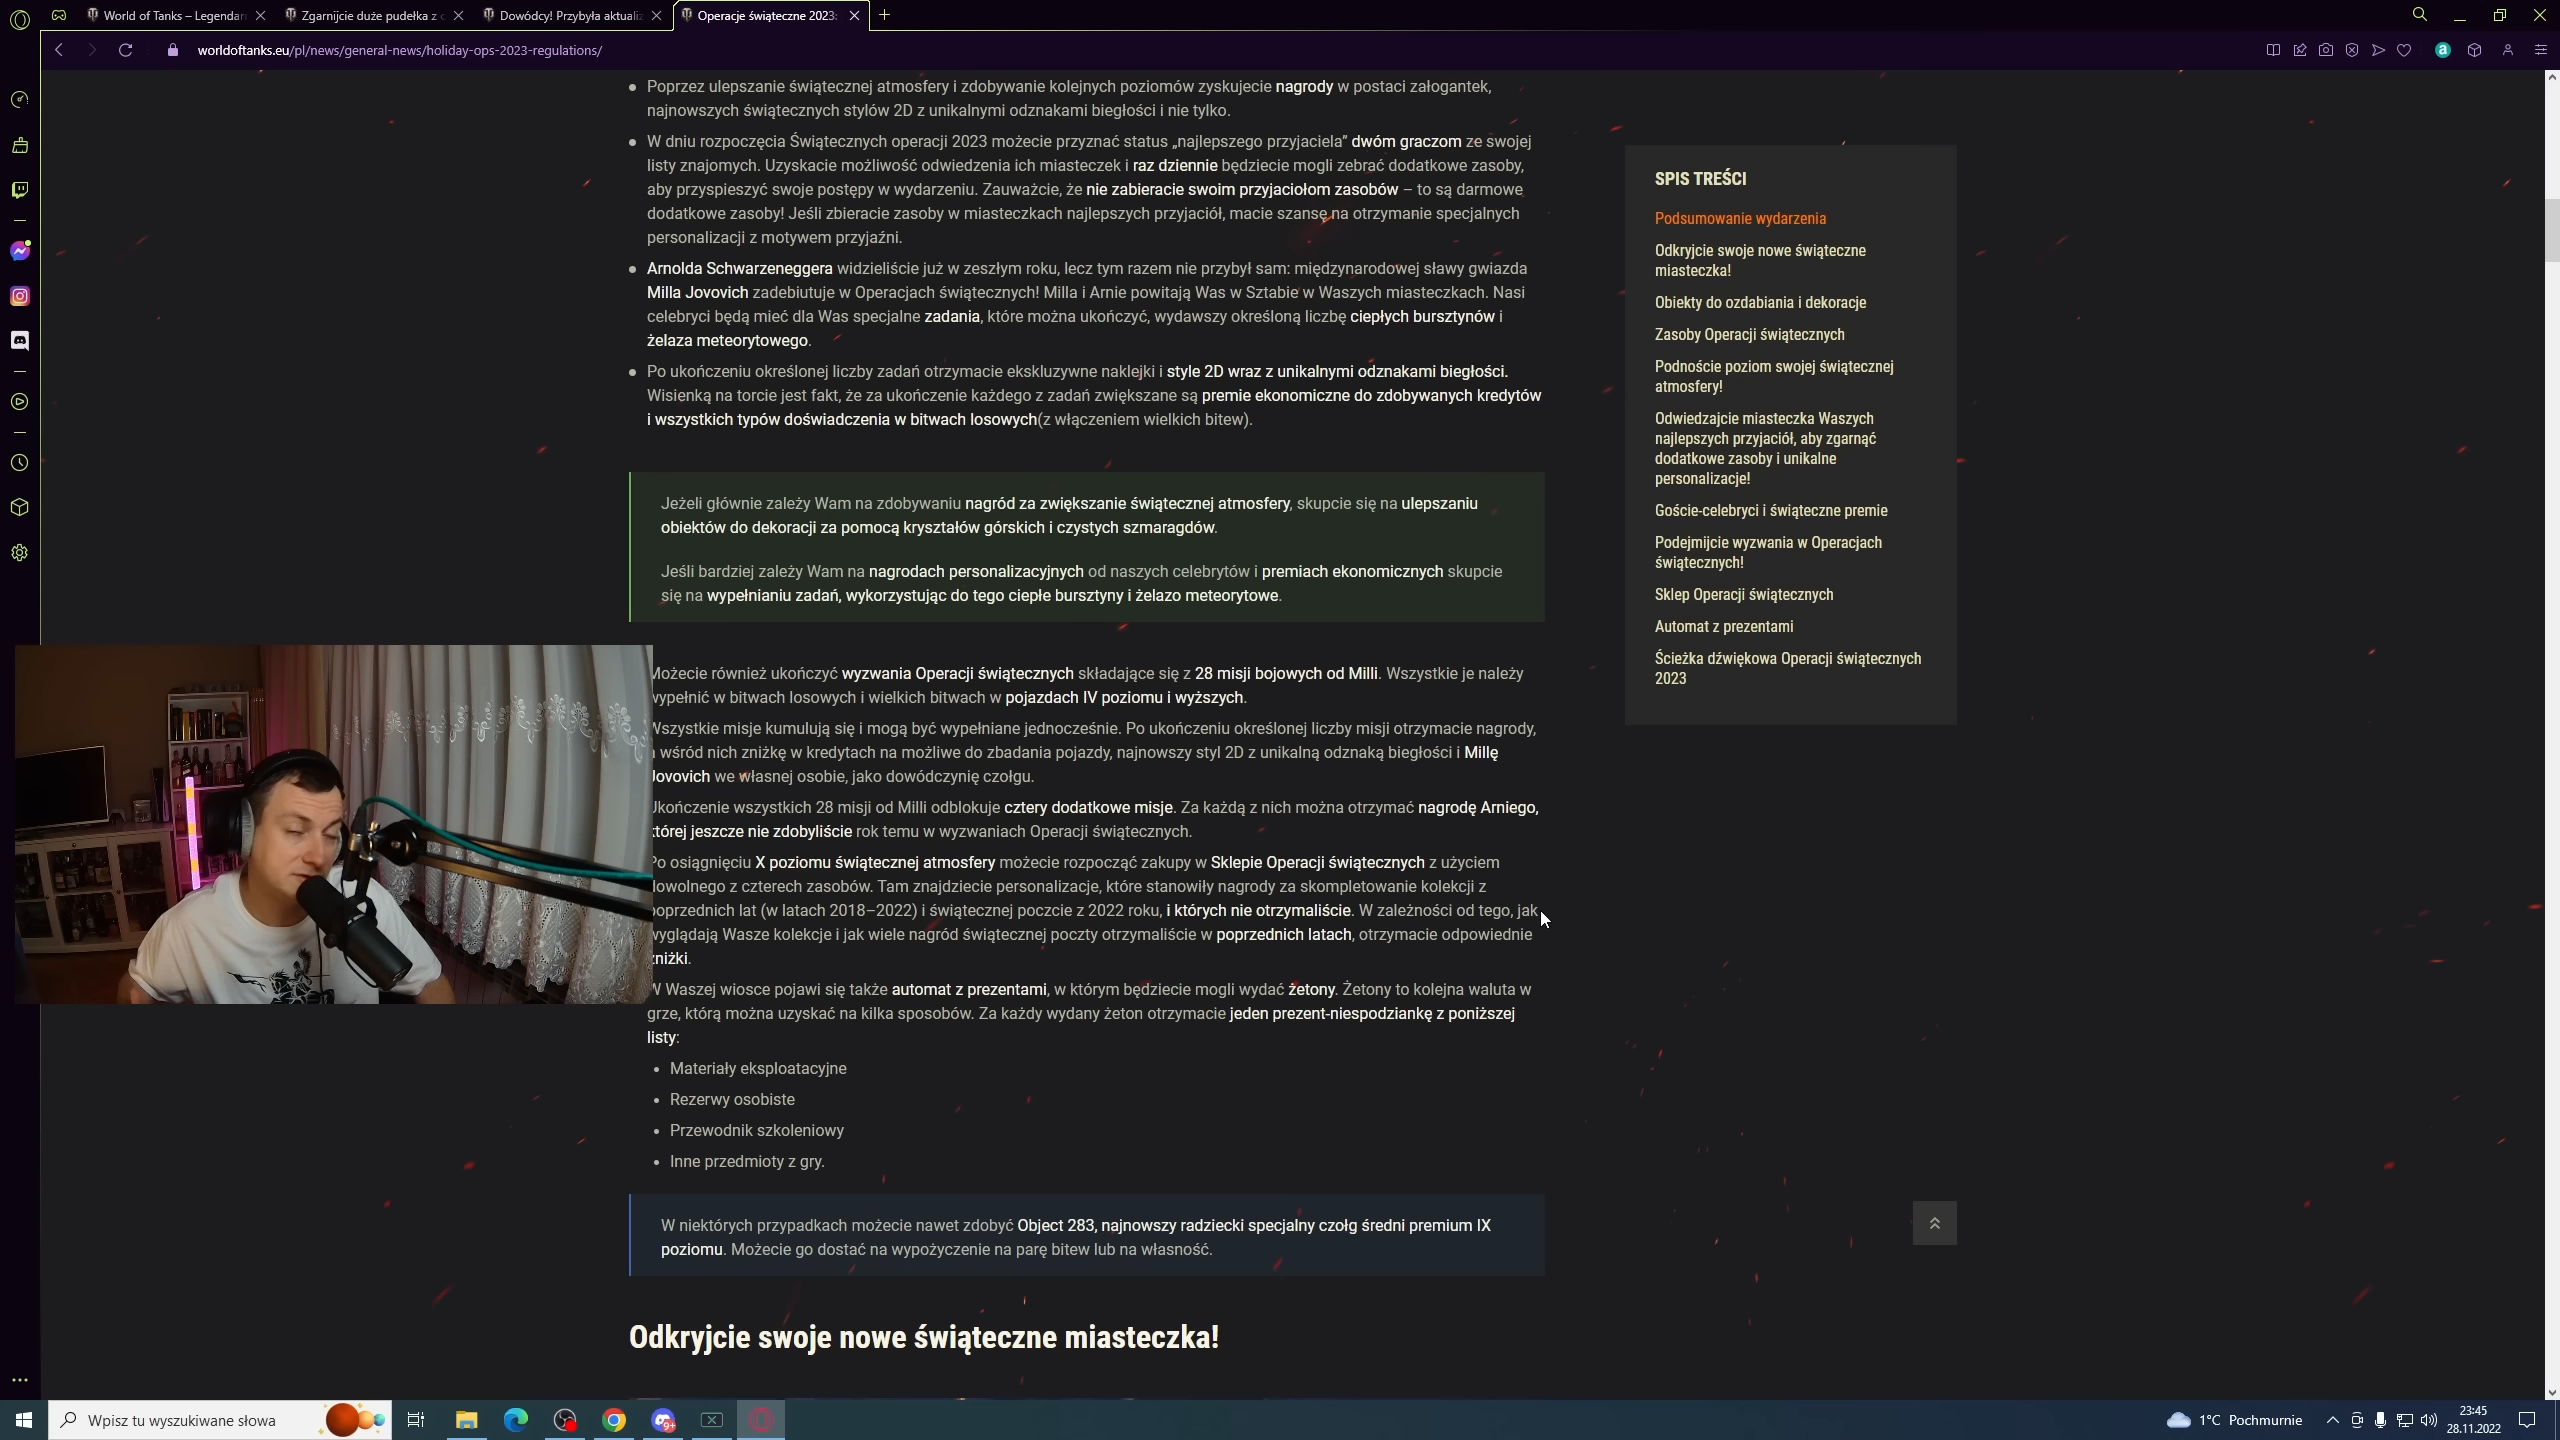 World of Tanks – Legendarn
Zgarnijcie duże pudełka z o
Dowódcy! Przybyła aktualiz
Operacje świąteczne 2023:
worldoftanks.eu/pl/news/general-news/holiday-ops-2023-regulations/
Poprzez ulepszanie świątecznej atmosfery i zdobywanie kolejnych poziomów zyskujecie nagrody w postaci załogantek,
najnowszych świątecznych stylów 2D z unikalnymi odznakami biegłości i nie tylko.
W dniu rozpoczęcia Świątecznych operacji 2023 możecie przyznać status „najlepszego przyjaciela” dwóm graczom ze swojej
listy znajomych. Uzyskacie możliwość odwiedzenia ich miasteczek i raz dziennie będziecie mogli zebrać dodatkowe zasoby,
aby przyspieszyć swoje postępy w wydarzeniu. Zauważcie, że nie zabieracie swoim przyjaciołom zasobów – to są darmowe
dodatkowe zasoby! Jeśli zbieracie zasoby w miasteczkach najlepszych przyjaciół, macie szansę na otrzymanie specjalnych
personalizacji z motywem przyjaźni.
Arnolda Schwarzeneggera widzieliście już w zeszłym roku, lecz tym razem nie przybył sam: międzynarodowej sławy gwiazda
Milla Jovovich zadebiutuje w Operacjach świątecznych! Milla i Arnie powitają Was w Sztabie w Waszych miasteczkach. Nasi
celebryci będą mieć dla Was specjalne zadania, które można ukończyć, wydawszy określoną liczbę ciepłych bursztynów i
żelaza meteorytowego.
Po ukończeniu określonej liczby zadań otrzymacie ekskluzywne naklejki i style 2D wraz z unikalnymi odznakami biegłości.
Wisienką na torcie jest fakt, że za ukończenie każdego z zadań zwiększane są premie ekonomiczne do zdobywanych kredytów
i wszystkich typów doświadczenia w bitwach losowych(z włączeniem wielkich bitew).
Jeżeli głównie zależy Wam na zdobywaniu nagród za zwiększanie świątecznej atmosfery, skupcie się na ulepszaniu
obiektów do dekoracji za pomocą kryształów górskich i czystych szmaragdów.
Jeśli bardziej zależy Wam na nagrodach personalizacyjnych od naszych celebrytów i premiach ekonomicznych skupcie
się na wypełnianiu zadań, wykorzystując do tego ciepłe bursztyny i żelazo meteorytowe.
Możecie również ukończyć wyzwania Operacji świątecznych składające się z 28 misji bojowych od Milli. Wszystkie je należy
wypełnić w bitwach losowych i wielkich bitwach w pojazdach IV poziomu i wyższych.
Wszystkie misje kumulują się i mogą być wypełniane jednocześnie. Po ukończeniu określonej liczby misji otrzymacie nagrody,
a wśród nich zniżkę w kredytach na możliwe do zbadania pojazdy, najnowszy styl 2D z unikalną odznaką biegłości i Millę
Jovovich we własnej osobie, jako dowódczynię czołgu.
Ukończenie wszystkich 28 misji od Milli odblokuje cztery dodatkowe misje. Za każdą z nich można otrzymać nagrodę Arniego,
której jeszcze nie zdobyliście rok temu w wyzwaniach Operacji świątecznych.
Po osiągnięciu X poziomu świątecznej atmosfery możecie rozpocząć zakupy w Sklepie Operacji świątecznych z użyciem
dowolnego z czterech zasobów. Tam znajdziecie personalizacje, które stanowiły nagrody za skompletowanie kolekcji z
poprzednich lat (w latach 2018–2022) i świątecznej poczcie z 2022 roku, i których nie otrzymaliście. W zależności od tego, jak
wyglądają Wasze kolekcje i jak wiele nagród świątecznej poczty otrzymaliście w poprzednich latach, otrzymacie odpowiednie
zniżki.
W Waszej wiosce pojawi się także automat z prezentami, w którym będziecie mogli wydać żetony. Żetony to kolejna waluta w
grze, którą można uzyskać na kilka sposobów. Za każdy wydany żeton otrzymacie jeden prezent-niespodziankę z poniższej
listy:
Materiały eksploatacyjne
Rezerwy osobiste
Przewodnik szkoleniowy
Inne przedmioty z gry.
W niektórych przypadkach możecie nawet zdobyć Object 283, najnowszy radziecki specjalny czołg średni premium IX
poziomu. Możecie go dostać na wypożyczenie na parę bitew lub na własność.
Odkryjcie swoje nowe świąteczne miasteczka!
SPIS TREŚCI
Podsumowanie wydarzenia
Odkryjcie swoje nowe świąteczne
miasteczka!
Obiekty do ozdabiania i dekoracje
Zasoby Operacji świątecznych
Podnoście poziom swojej świątecznej
atmosfery!
Odwiedzajcie miasteczka Waszych
najlepszych przyjaciół, aby zgarnąć
dodatkowe zasoby i unikalne
personalizacje!
Goście-celebryci i świąteczne premie
Podejmijcie wyzwania w Operacjach
świątecznych!
Sklep Operacji świątecznych
Automat z prezentami
Ścieżka dźwiękowa Operacji świątecznych
2023
Wpisz tu wyszukiwane słowa
9+
1°C Pochmurnie
23:45
28.11.2022